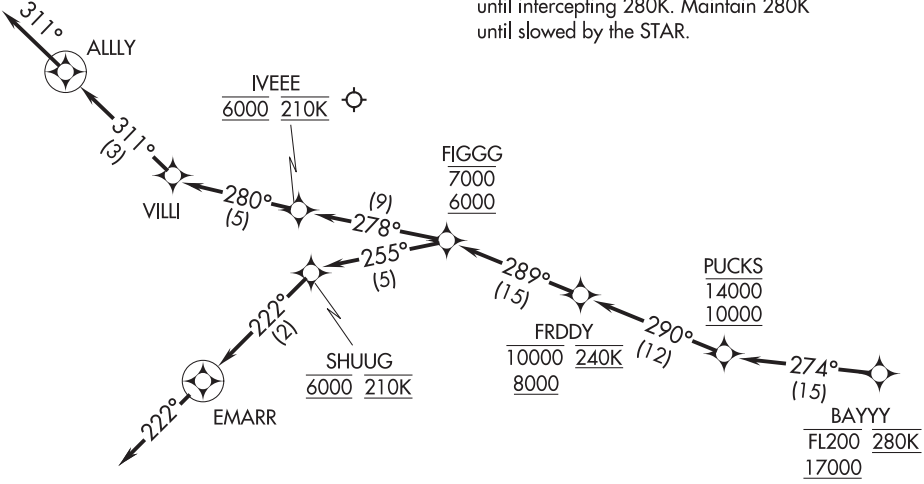 until intercepting 280K. Maintain 280K
until slowed by the STAR.
311°
ALLLY
IVEEE
6000 210K
311°
(3)
FIGGG
7000
6000
VILLI
280°
(5)
(9)
278°
255°
(5)
289°
(15)
PUCKS
14000
10000
222°
(2)
FRDDY
10000 240K
8000
290°
(12)
SHUUG
6000 210K
274°
(15)
EMARR
222°
BAYYY
FL200 280K
17000